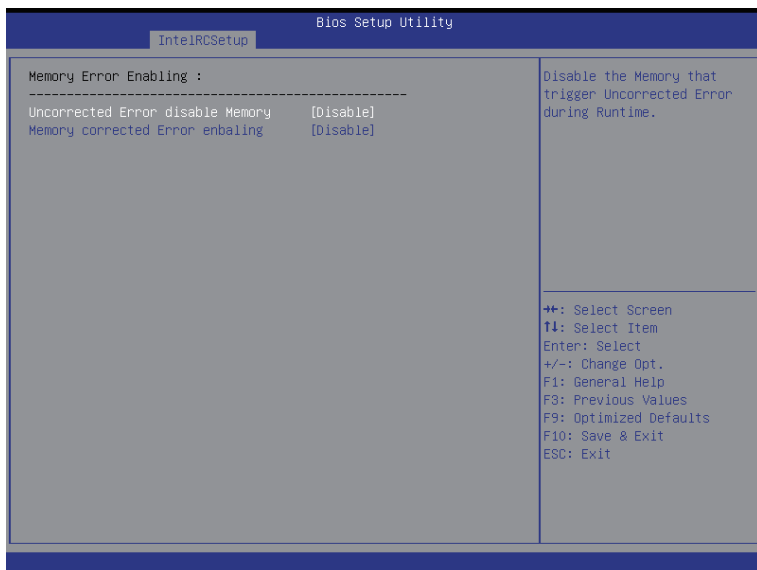 Bios Setup Utility
IntelRCSetup
Memory Error Enabling :
--------------------------------------------------
Uncorrected Error disable Memory [Disable]
Memory corrected Error enbaling [Disable]
Disable the Memory that
trigger Uncorrected Error
during Runtime.
→←: Select Screen
↑↓: Select Item
Enter: Select
+/-: Change Opt.
F1: General Help
F3: Previous Values
F9: Optimized Defaults
F10: Save & Exit
ESC: Exit